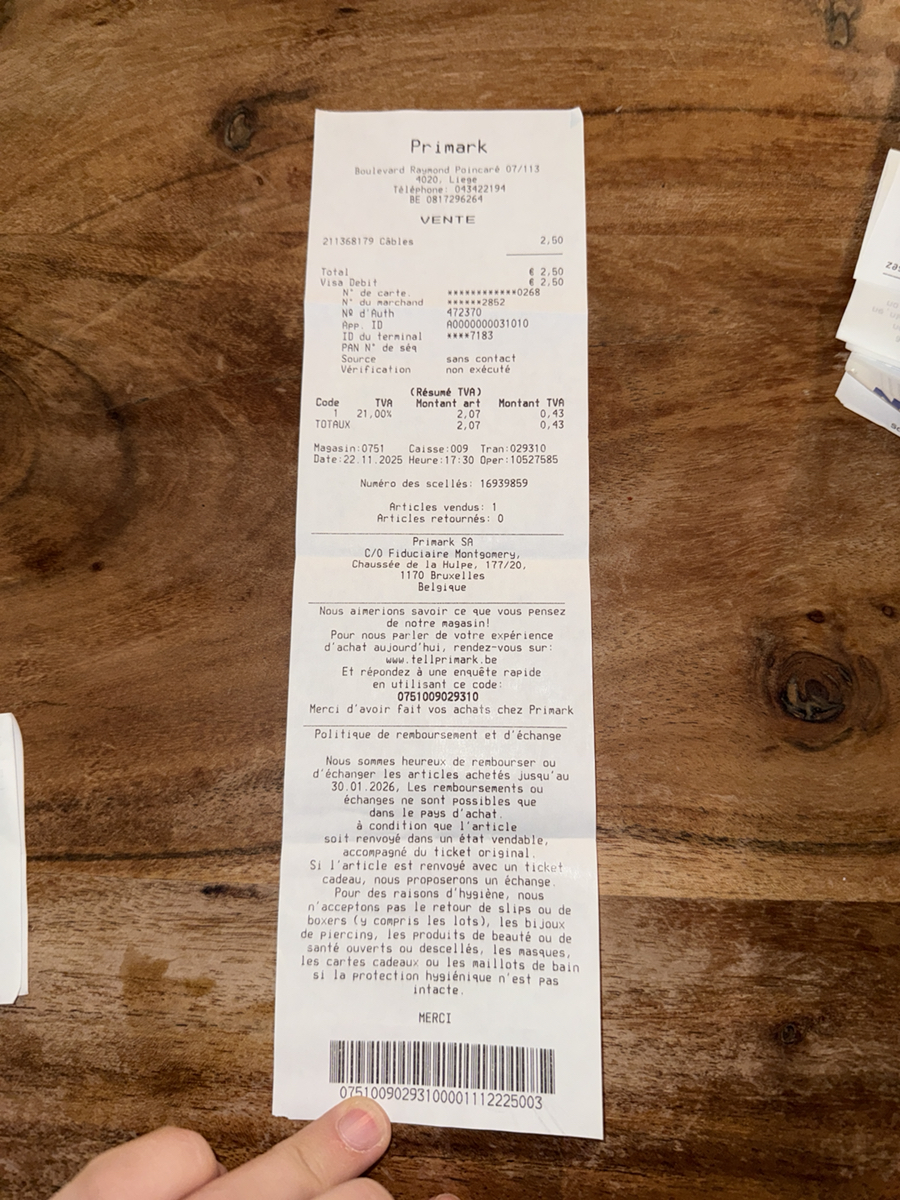 Primark
Boulevard Raymond Poincaré 07/113
4020, Liege
Téléphone: 043422194
BE 0817296264
VENTE
211368179 Câbles 2,50
Total € 2,50
Visa Debit € 2,50
N° de carte. ************0268
N° du marchand ******2852
Nº d'Auth 472370
App. ID A0000000031010
ID du terminal ****7183
PAN N° de séq
Source sans contact
Vérification non exécuté
(Résumé TVA)
Code TVA Montant art Montant TVA
1 21,00% 2,07 0,43
TOTAUX 2,07 0,43
Magasin:0751 Caisse:009 Tran:029310
Date:22.11.2025 Heure:17:30 Oper:10527585
Numéro des scellés: 16939859
Articles vendus: 1
Articles retournés: 0
Primark SA
C/O Fiduciaire Montgomery,
Chaussée de la Hulpe, 177/20,
1170 Bruxelles
Belgique
Nous aimerions savoir ce que vous pensez
de notre magasin!
Pour nous parler de votre expérience
d'achat aujourd'hui, rendez-vous sur:
www.tellprimark.be
Et répondez à une enquête rapide
en utilisant ce code:
0751009029310
Merci d'avoir fait vos achats chez Primark
Politique de remboursement et d'échange
Nous sommes heureux de rembourser ou
d'échanger les articles achetés jusqu'au
30.01.2026, Les remboursements ou
échanges ne sont possibles que
dans le pays d'achat.
à condition que l'article
soit renvoyé dans un état vendable,
accompagné du ticket original.
Si l'article est renvoyé avec un ticket
cadeau, nous proposerons un échange.
Pour des raisons d'hygiène, nous
n'acceptons pas le retour de slips ou de
boxers (y compris les lots), les bijoux
de piercing, les produits de beauté ou de
santé ouverts ou descellés, les masques,
les cartes cadeaux ou les maillots de bain
si la protection hygiénique n'est pas
intacte.
MERCI
07510090293100001112225003